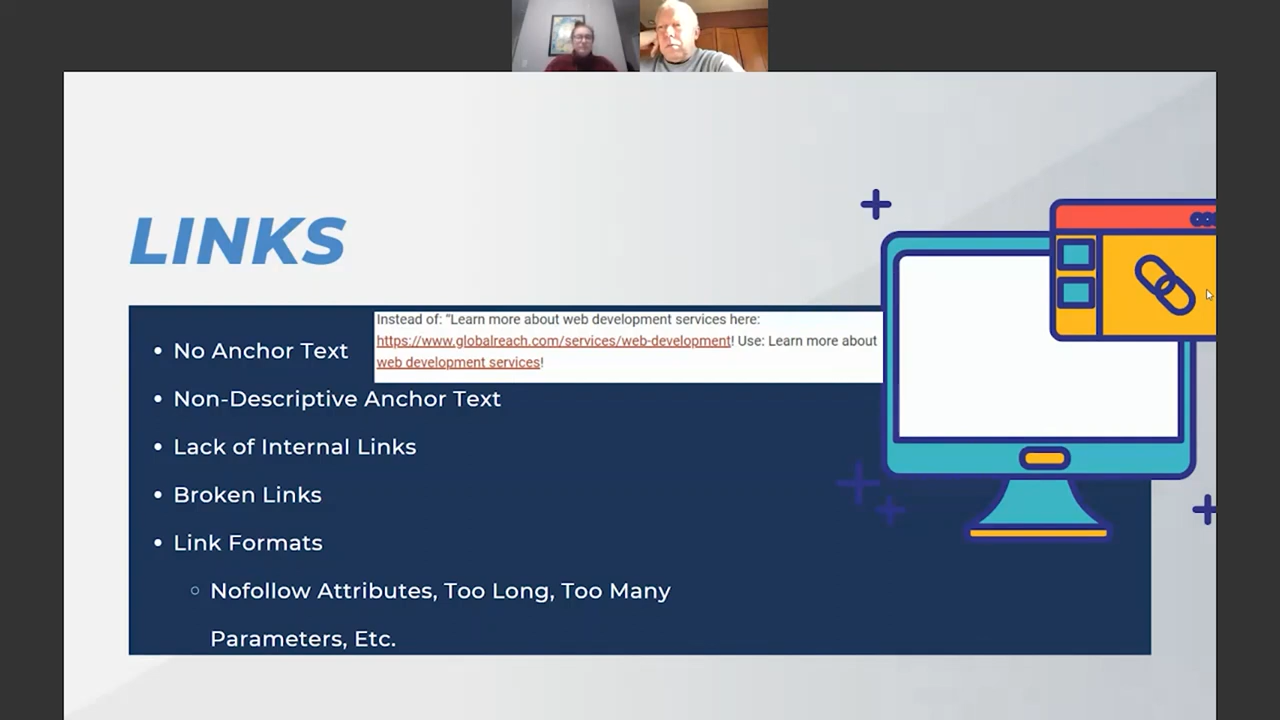 LINKS
No Anchor Text
Instead of: "Learn more about web development services here:
https://www.globalreach.com/services/web-development! Use: Learn more about
web development services!
Non-Descriptive Anchor Text
Lack of Internal Links
Broken Links
Link Formats
Nofollow Attributes, Too Long, Too Many
Parameters, Etc.